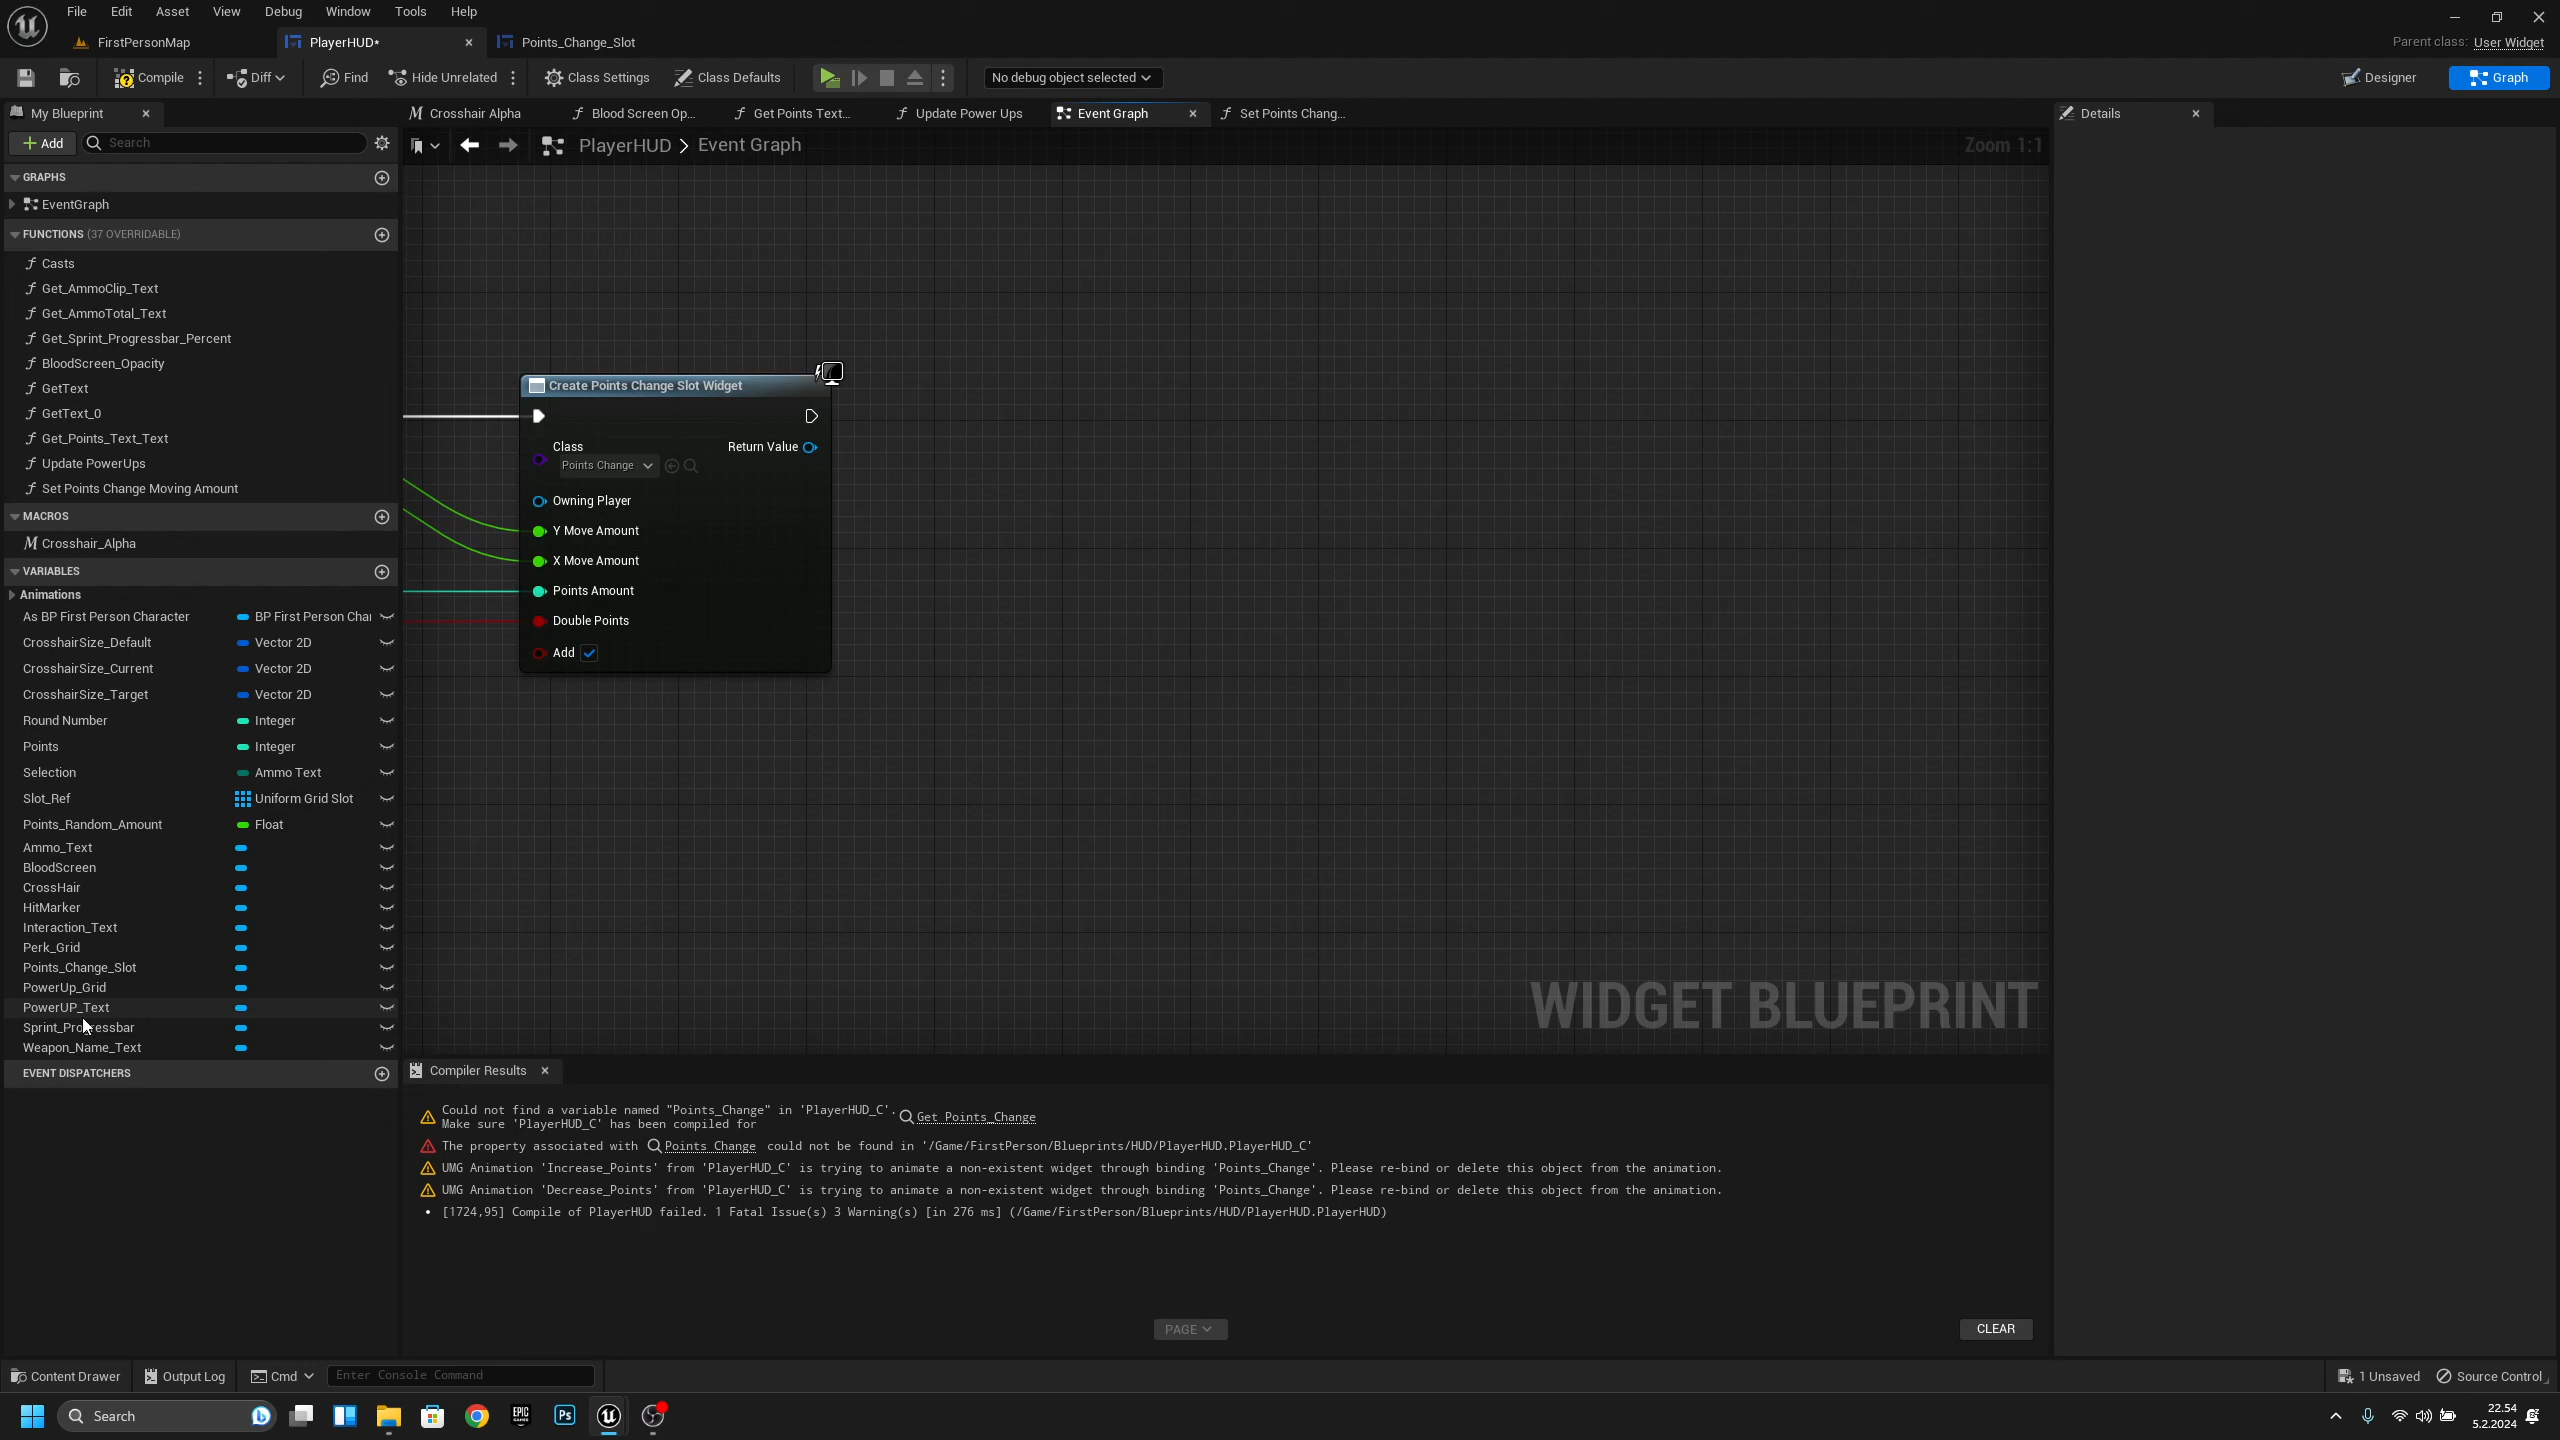 File Edit Asset View Debug Window Tools Help
FirstPersonMap
PlayerHUD*
Points_Change_Slot
Parent class: User Widget
Compile
Diff
Find
Hide Unrelated
Class Settings
Class Defaults
No debug object selected
Designer
Graph
My Blueprint
Crosshair Alpha
Blood Screen Op...
Get Points Text...
Update Power Ups
Event Graph
Set Points Chang...
Details
Add
Search
PlayerHUD > Event Graph
Zoom 1:1
GRAPHS
EventGraph
FUNCTIONS (37 OVERRIDABLE)
Casts
Get_AmmoClip_Text
Get_AmmoTotal_Text
Get_Sprint_Progressbar_Percent
BloodScreen_Opacity
GetText
GetText_0
Get_Points_Text_Text
Update PowerUps
Set Points Change Moving Amount
MACROS
Crosshair_Alpha
VARIABLES
Animations
As BP First Person Character BP First Person Char
CrosshairSize_Default Vector 2D
CrosshairSize_Current Vector 2D
CrosshairSize_Target Vector 2D
Round Number Integer
Points Integer
Selection Ammo Text
Slot_Ref Uniform Grid Slot
Points_Random_Amount Float
Ammo_Text
BloodScreen
CrossHair
HitMarker
Interaction_Text
Perk_Grid
Points_Change_Slot
PowerUp_Grid
PowerUP_Text
Sprint_Progressbar
Weapon_Name_Text
EVENT DISPATCHERS
Create Points Change Slot Widget
Class
Points Change
Return Value
Owning Player
Y Move Amount
X Move Amount
Points Amount
Double Points
Add
WIDGET BLUEPRINT
Compiler Results
Could not find a variable named "Points_Change" in 'PlayerHUD_C'.
Make sure 'PlayerHUD_C' has been compiled for
Get Points_Change
The property associated with Points Change could not be found in '/Game/FirstPerson/Blueprints/HUD/PlayerHUD.PlayerHUD_C'
UMG Animation 'Increase_Points' from 'PlayerHUD_C' is trying to animate a non-existent widget through binding 'Points_Change'. Please re-bind or delete this object from the animation.
UMG Animation 'Decrease_Points' from 'PlayerHUD_C' is trying to animate a non-existent widget through binding 'Points_Change'. Please re-bind or delete this object from the animation.
• [1724,95] Compile of PlayerHUD failed. 1 Fatal Issue(s) 3 Warning(s) [in 276 ms] (/Game/FirstPerson/Blueprints/HUD/PlayerHUD.PlayerHUD)
PAGE
CLEAR
Content Drawer
Output Log
Cmd
Enter Console Command
1 Unsaved
Source Control
Search
EPIC GAMES
Ps
22.54
5.2.2024